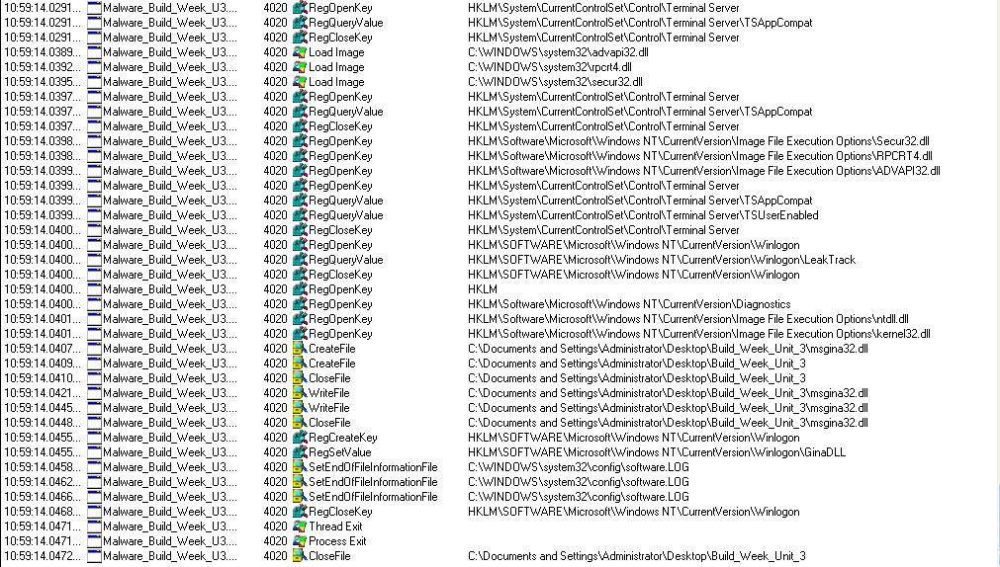 10:59:14.0291... Malware_Build_Week_U3.... 4020 RegOpenKey HKLM\System\CurrentControlSet\Control\Terminal Server
10:59:14.0291... Malware_Build_Week_U3.... 4020 RegQueryValue HKLM\System\CurrentControlSet\Control\Terminal Server\TSAppCompat
10:59:14.0291... Malware_Build_Week_U3.... 4020 RegCloseKey HKLM\System\CurrentControlSet\Control\Terminal Server
10:59:14.0389... Malware_Build_Week_U3.... 4020 Load Image C:\WINDOWS\system32\advapi32.dll
10:59:14.0392... Malware_Build_Week_U3.... 4020 Load Image C:\WINDOWS\system32\rpcrt4.dll
10:59:14.0395... Malware_Build_Week_U3.... 4020 Load Image C:\WINDOWS\system32\secur32.dll
10:59:14.0397... Malware_Build_Week_U3.... 4020 RegOpenKey HKLM\System\CurrentControlSet\Control\Terminal Server
10:59:14.0397... Malware_Build_Week_U3.... 4020 RegQueryValue HKLM\System\CurrentControlSet\Control\Terminal Server\TSAppCompat
10:59:14.0397... Malware_Build_Week_U3.... 4020 RegCloseKey HKLM\System\CurrentControlSet\Control\Terminal Server
10:59:14.0398... Malware_Build_Week_U3.... 4020 RegOpenKey HKLM\Software\Microsoft\Windows NT\CurrentVersion\Image File Execution Options\Secur32.dll
10:59:14.0398... Malware_Build_Week_U3.... 4020 RegOpenKey HKLM\Software\Microsoft\Windows NT\CurrentVersion\Image File Execution Options\RPCRT4.dll
10:59:14.0399... Malware_Build_Week_U3.... 4020 RegOpenKey HKLM\Software\Microsoft\Windows NT\CurrentVersion\Image File Execution Options\ADVAPI32.dll
10:59:14.0399... Malware_Build_Week_U3.... 4020 RegOpenKey HKLM\System\CurrentControlSet\Control\Terminal Server
10:59:14.0399... Malware_Build_Week_U3.... 4020 RegQueryValue HKLM\System\CurrentControlSet\Control\Terminal Server\TSAppCompat
10:59:14.0399... Malware_Build_Week_U3.... 4020 RegQueryValue HKLM\System\CurrentControlSet\Control\Terminal Server\TSUserEnabled
10:59:14.0400... Malware_Build_Week_U3.... 4020 RegCloseKey HKLM\System\CurrentControlSet\Control\Terminal Server
10:59:14.0400... Malware_Build_Week_U3.... 4020 RegOpenKey HKLM\SOFTWARE\Microsoft\Windows NT\CurrentVersion\Winlogon
10:59:14.0400... Malware_Build_Week_U3.... 4020 RegQueryValue HKLM\SOFTWARE\Microsoft\Windows NT\CurrentVersion\Winlogon\LeakTrack
10:59:14.0400... Malware_Build_Week_U3.... 4020 RegCloseKey HKLM\SOFTWARE\Microsoft\Windows NT\CurrentVersion\Winlogon
10:59:14.0400... Malware_Build_Week_U3.... 4020 RegOpenKey HKLM
10:59:14.0400... Malware_Build_Week_U3.... 4020 RegOpenKey HKLM\Software\Microsoft\Windows NT\CurrentVersion\Diagnostics
10:59:14.0401... Malware_Build_Week_U3.... 4020 RegOpenKey HKLM\Software\Microsoft\Windows NT\CurrentVersion\Image File Execution Options\ntdll.dll
10:59:14.0401... Malware_Build_Week_U3.... 4020 RegOpenKey HKLM\Software\Microsoft\Windows NT\CurrentVersion\Image File Execution Options\kernel32.dll
10:59:14.0407... Malware_Build_Week_U3.... 4020 CreateFile C:\Documents and Settings\Administrator\Desktop\Build_Week_Unit_3\msgina32.dll
10:59:14.0409... Malware_Build_Week_U3.... 4020 CreateFile C:\Documents and Settings\Administrator\Desktop\Build_Week_Unit_3
10:59:14.0410... Malware_Build_Week_U3.... 4020 CloseFile C:\Documents and Settings\Administrator\Desktop\Build_Week_Unit_3
10:59:14.0421... Malware_Build_Week_U3.... 4020 WriteFile C:\Documents and Settings\Administrator\Desktop\Build_Week_Unit_3\msgina32.dll
10:59:14.0445... Malware_Build_Week_U3.... 4020 WriteFile C:\Documents and Settings\Administrator\Desktop\Build_Week_Unit_3\msgina32.dll
10:59:14.0448... Malware_Build_Week_U3.... 4020 CloseFile C:\Documents and Settings\Administrator\Desktop\Build_Week_Unit_3\msgina32.dll
10:59:14.0455... Malware_Build_Week_U3.... 4020 RegCreateKey HKLM\SOFTWARE\Microsoft\Windows NT\CurrentVersion\Winlogon
10:59:14.0455... Malware_Build_Week_U3.... 4020 RegSetValue HKLM\SOFTWARE\Microsoft\Windows NT\CurrentVersion\Winlogon\GinaDLL
10:59:14.0458... Malware_Build_Week_U3.... 4020 SetEndOfFileInformationFile C:\WINDOWS\system32\config\software.LOG
10:59:14.0462... Malware_Build_Week_U3.... 4020 SetEndOfFileInformationFile C:\WINDOWS\system32\config\software.LOG
10:59:14.0466... Malware_Build_Week_U3.... 4020 SetEndOfFileInformationFile C:\WINDOWS\system32\config\software.LOG
10:59:14.0468... Malware_Build_Week_U3.... 4020 RegCloseKey HKLM\SOFTWARE\Microsoft\Windows NT\CurrentVersion\Winlogon
10:59:14.0471... Malware_Build_Week_U3.... 4020 Thread Exit
10:59:14.0471... Malware_Build_Week_U3.... 4020 Process Exit
10:59:14.0472... Malware_Build_Week_U3.... 4020 CloseFile C:\Documents and Settings\Administrator\Desktop\Build_Week_Unit_3